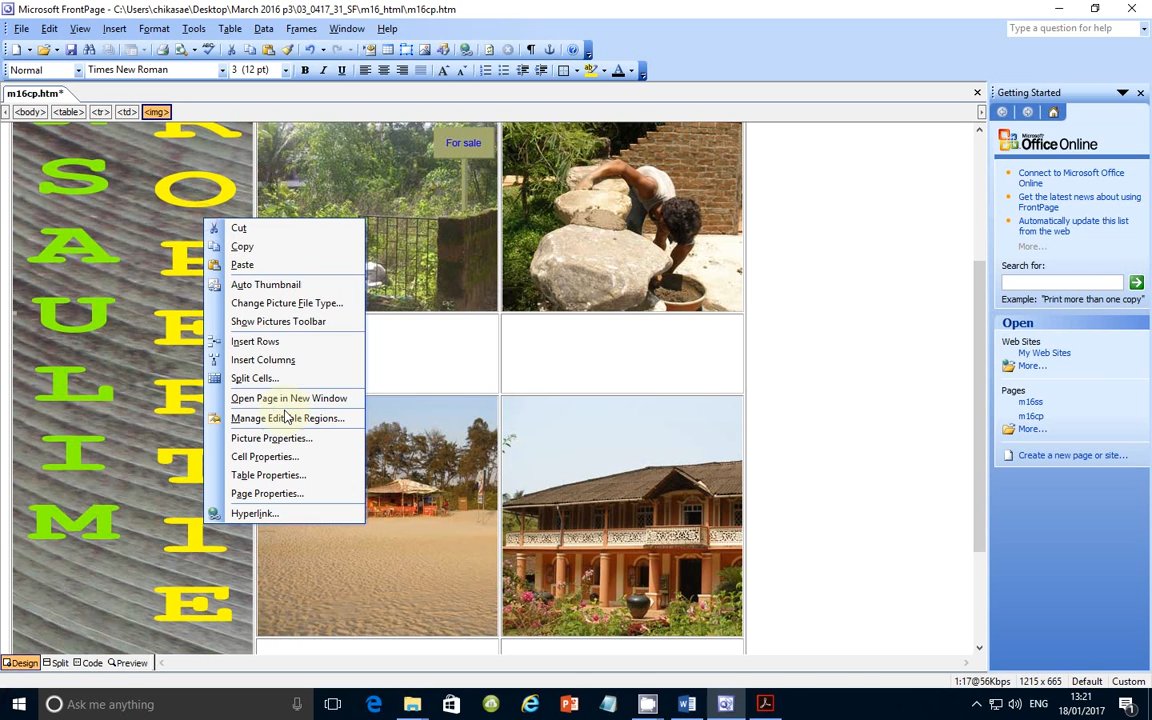 Microsoft FrontPage - C:\Users\chikasae\Desktop\March 2016 p3\03_0417_31_SF\m16_html\m16cp.htm
File Edit View Insert Format Tools Table Data Frames Window Help
Type a question for help
Normal Times New Roman 3 (12 pt) B I U A A A
m16cp.htm*
<body> <table> <tr> <td> <img>
For sale
S
A
U
L
I
M
O
P
E
R
T
I
E
Cut
Copy
Paste
Auto Thumbnail
Change Picture File Type...
Show Pictures Toolbar
Insert Rows
Insert Columns
Split Cells...
Open Page in New Window
Manage Editable Regions...
Picture Properties...
Cell Properties...
Table Properties...
Page Properties...
Hyperlink...
Getting Started
Microsoft
Office Online
Connect to Microsoft Office
Online
Get the latest news about using
FrontPage
Automatically update this list
from the web
More...
Search for:
Example: "Print more than one copy"
Open
Web Sites
My Web Sites
More...
Pages
m16ss
m16cp
More...
Create a new page or site...
Design Split Code Preview
1:17@56Kbps 1215 x 665 Default Custom
Ask me anything
ENG
13:21
18/01/2017